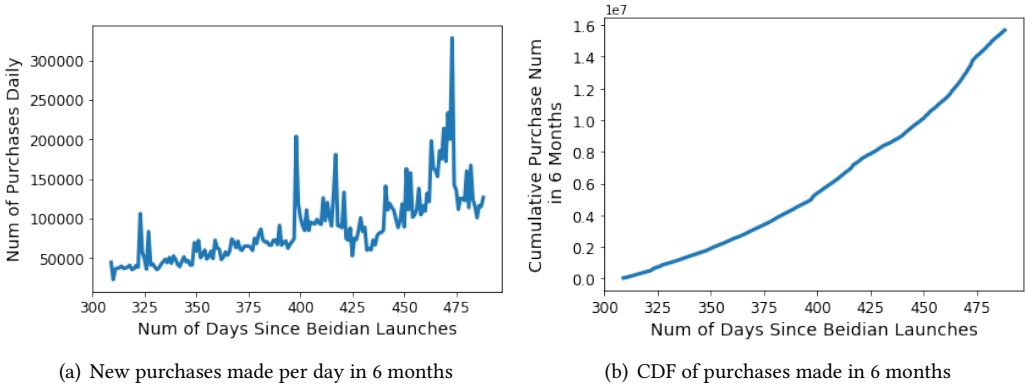 Num of Purchases Daily
300000
250000
200000
150000
100000
50000
300 325 350 375 400 425 450 475
Num of Days Since Beidian Launches
(a) New purchases made per day in 6 months
1e7
Cumulative Purchase Num
in 6 Months
1.6
1.4
1.2
1.0
0.8
0.6
0.4
0.2
0.0
300 325 350 375 400 425 450 475
Num of Days Since Beidian Launches
(b) CDF of purchases made in 6 months